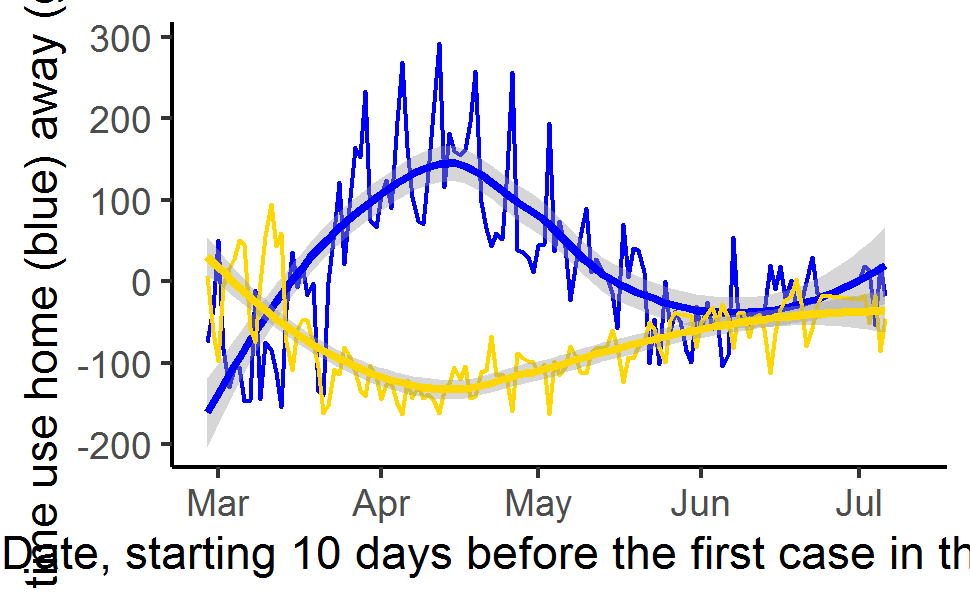 time use home (blue) away (g
300
200
100
0
-100
-200
Mar Apr May Jun Jul
Date, starting 10 days before the first case in th